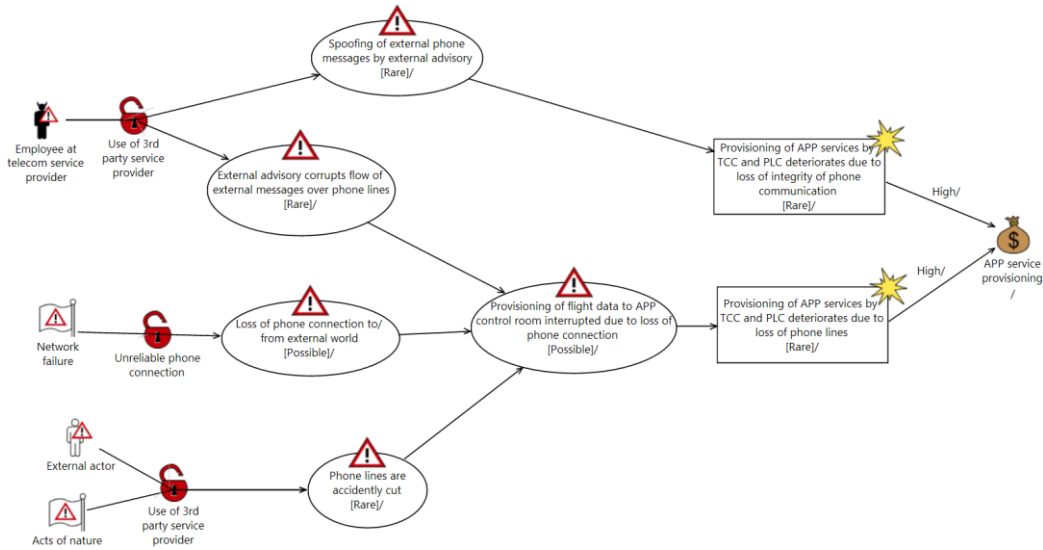 Spoofing of external phone
messages by external advisory
[Rare]/
Employee at
telecom service
provider
Use of 3rd
party service
provider
External advisory corrupts flow of
external messages over phone lines
[Rare]/
Provisioning of APP services by
TCC and PLC deteriorates due to
loss of integrity of phone
communication
[Rare]/
High/
$
APP service
provisioning
/
Network
failure
Unreliable phone
connection
Loss of phone connection to/
from external world
[Possible]/
Provisioning of flight data to APP
control room interrupted due to loss of
phone connection
[Possible]/
Provisioning of APP services by
TCC and PLC deteriorates due to
loss of phone lines
[Rare]/
High/
External actor
Acts of nature
Use of 3rd
party service
provider
Phone lines are
accidently cut
[Rare]/